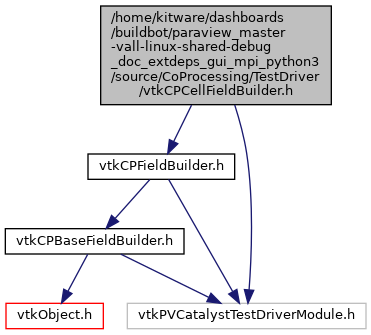 /home/kitware/dashboards
/buildbot/paraview_master
-vall-linux-shared-debug
_doc_extdeps_gui_mpi_python3
/source/CoProcessing/TestDriver
/vtkCPCellFieldBuilder.h
vtkCPFieldBuilder.h
vtkCPBaseFieldBuilder.h
vtkObject.h
vtkPVCatalystTestDriverModule.h